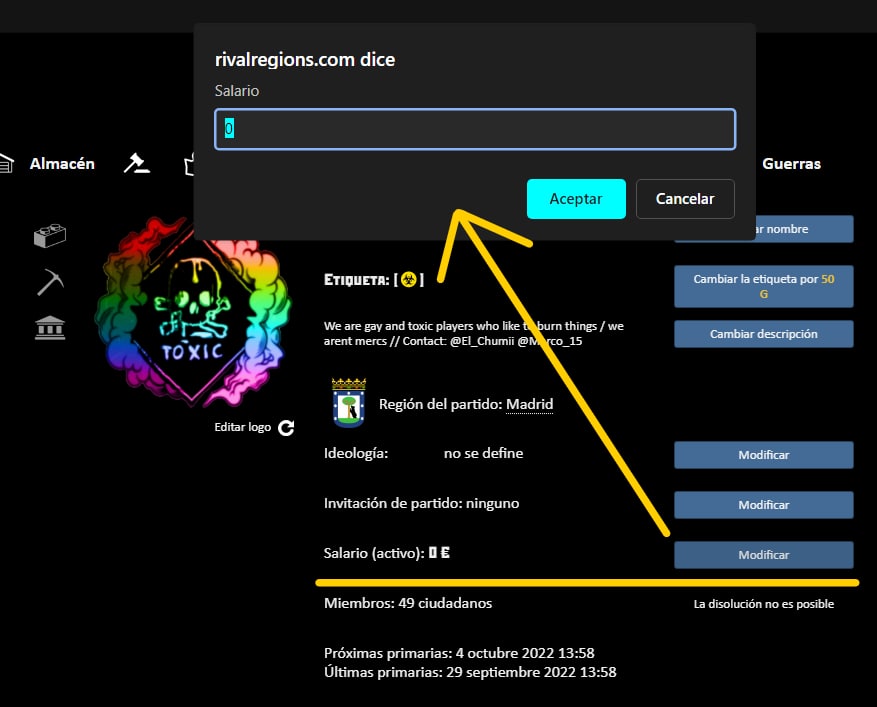 rivalregions.com dice
Salario
0
Aceptar
Cancelar
Almacén
Guerras
ar nombre
TOXIC
Etiqueta: [☣]
Cambiar la etiqueta por 50
G
We are gay and toxic players who like to burn things / we
arent mercs // Contact: @El_Chumii @Marco_15
Cambiar descripción
Región del partido: Madrid
Editar logo
Ideología: no se define
Modificar
Invitación de partido: ninguno
Modificar
Salario (activo): 0 €
Modificar
Miembros: 49 ciudadanos
La disolución no es posible
Próximas primarias: 4 octubre 2022 13:58
Últimas primarias: 29 septiembre 2022 13:58